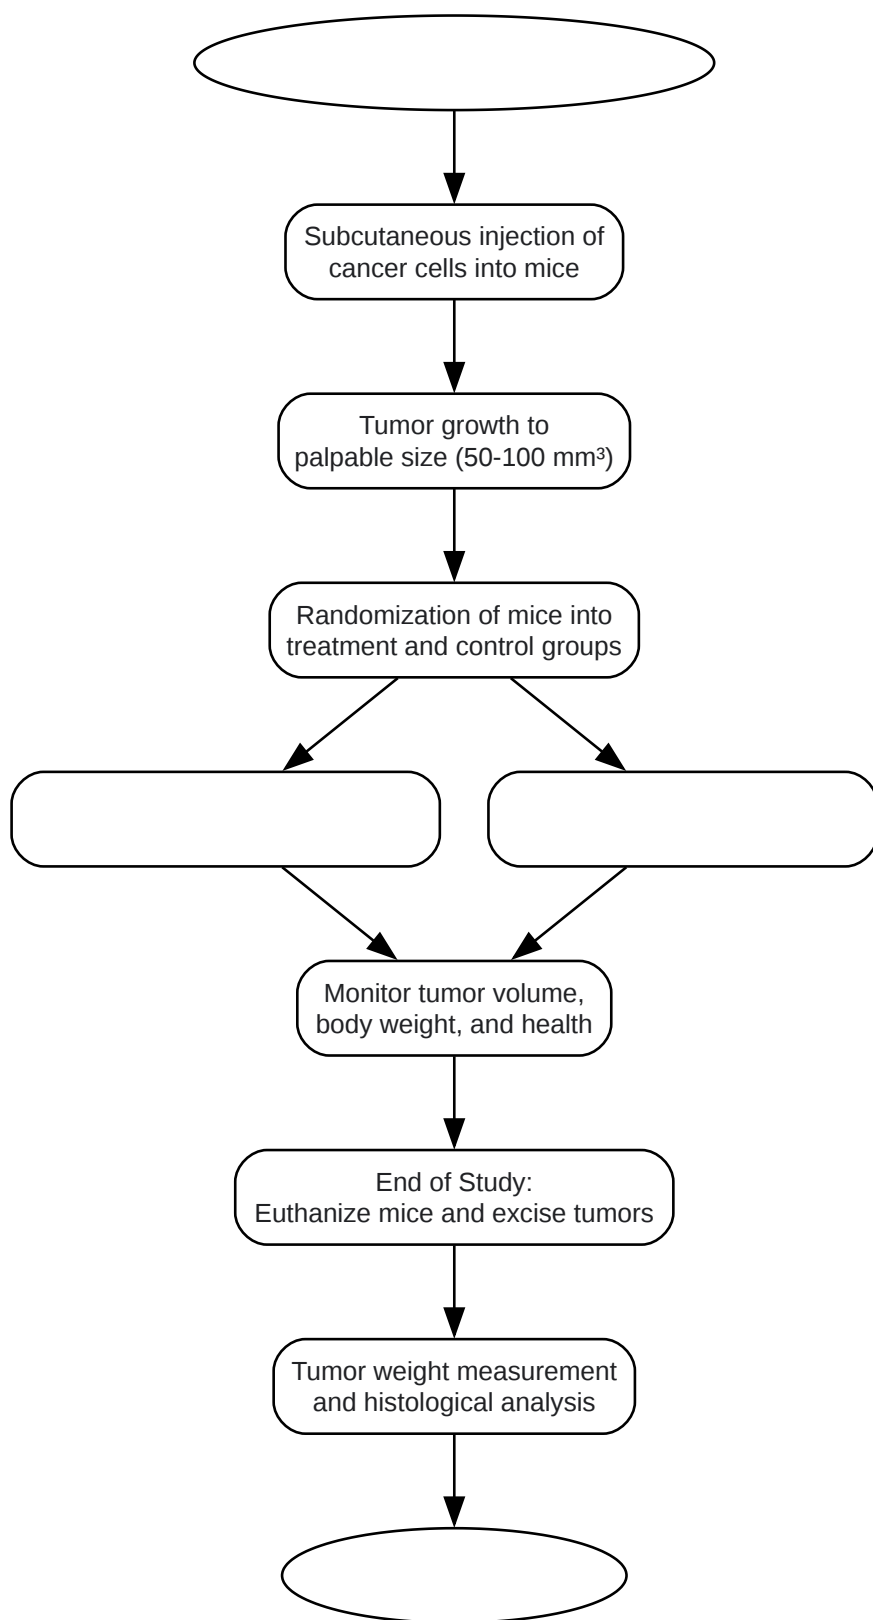 Subcutaneous injection of
cancer cells into mice
Tumor growth to
palpable size (50-100 mm³)
Randomization of mice into
treatment and control groups
Monitor tumor volume,
body weight, and health
End of Study:
Euthanize mice and excise tumors
Tumor weight measurement
and histological analysis